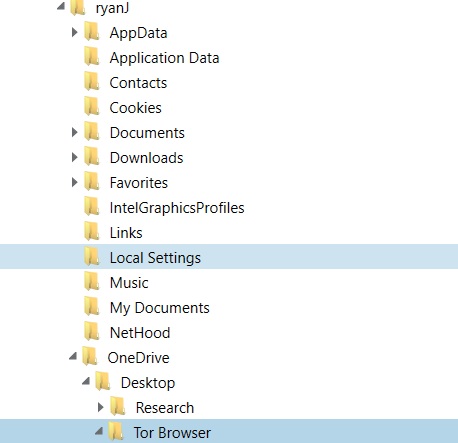 ryanJ
AppData
Application Data
Contacts
Cookies
Documents
Downloads
Favorites
IntelGraphicsProfiles
Links
Local Settings
Music
My Documents
NetHood
OneDrive
Desktop
Research
Tor Browser